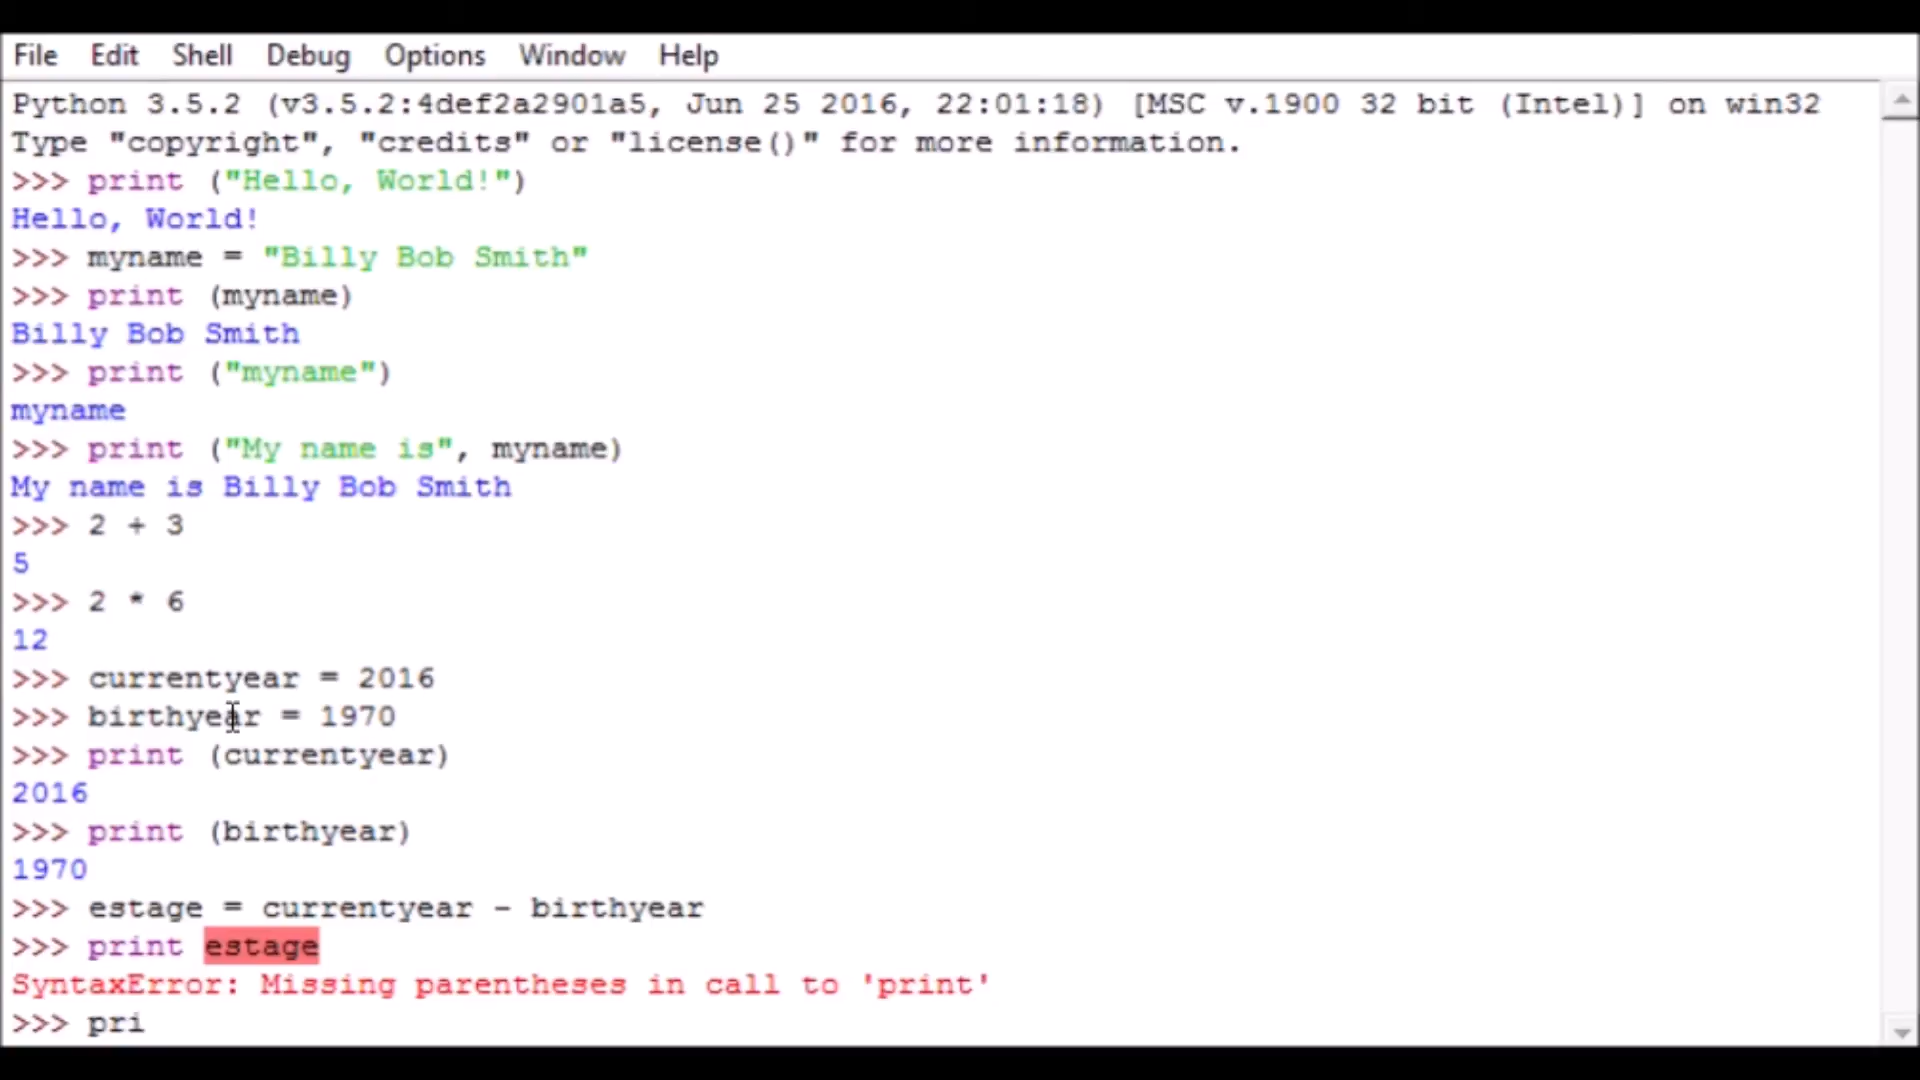 File Edit Shell Debug Options Window Help
Python 3.5.2 (v3.5.2:4def2a2901a5, Jun 25 2016, 22:01:18) [MSC v.1900 32 bit (Intel)] on win32
Type "copyright", "credits" or "license()" for more information.
>>> print ("Hello, World!")
Hello, World!
>>> myname = "Billy Bob Smith"
>>> print (myname)
Billy Bob Smith
>>> print ("myname")
myname
>>> print ("My name is", myname)
My name is Billy Bob Smith
>>> 2 + 3
5
>>> 2 * 6
12
>>> currentyear = 2016
>>> birthyear = 1970
>>> print (currentyear)
2016
>>> print (birthyear)
1970
>>> estage = currentyear - birthyear
>>> print estage
SyntaxError: Missing parentheses in call to 'print'
>>> pri